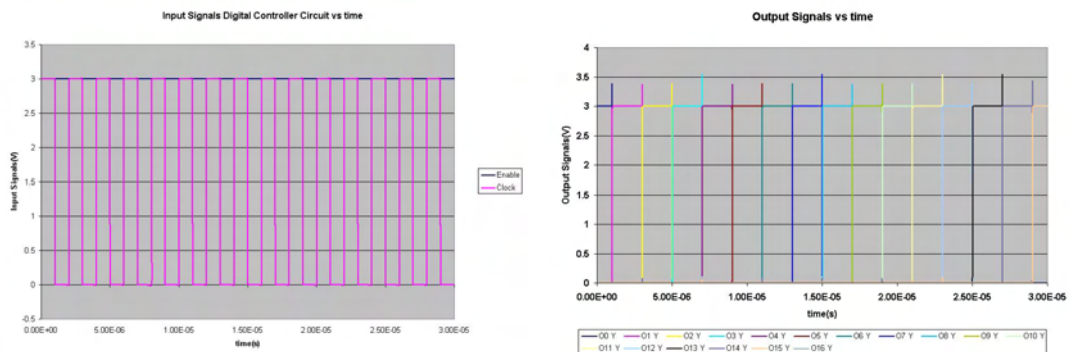 Input Signals Digital Controller Circuit vs time
3.5
3
2.5
2
1.5
1
0.5
0
-0.5
Input Signals(V)
0.00E+00 5.00E-06 1.00E-05 1.50E-05 2.00E-05 2.50E-05 3.00E-05
time(s)
Enable
Clock
Output Signals vs time
4
3.5
3
2.5
2
1.5
1
0.5
0
Output Signals(V)
0.00E+00 5.00E-06 1.00E-05 1.50E-05 2.00E-05 2.50E-05 3.00E-05
time(s)
O0 Y O1 Y O2 Y O3 Y O4 Y O5 Y O6 Y O7 Y O8 Y O9 Y O10 Y
O11 Y O12 Y O13 Y O14 Y O15 Y O16 Y